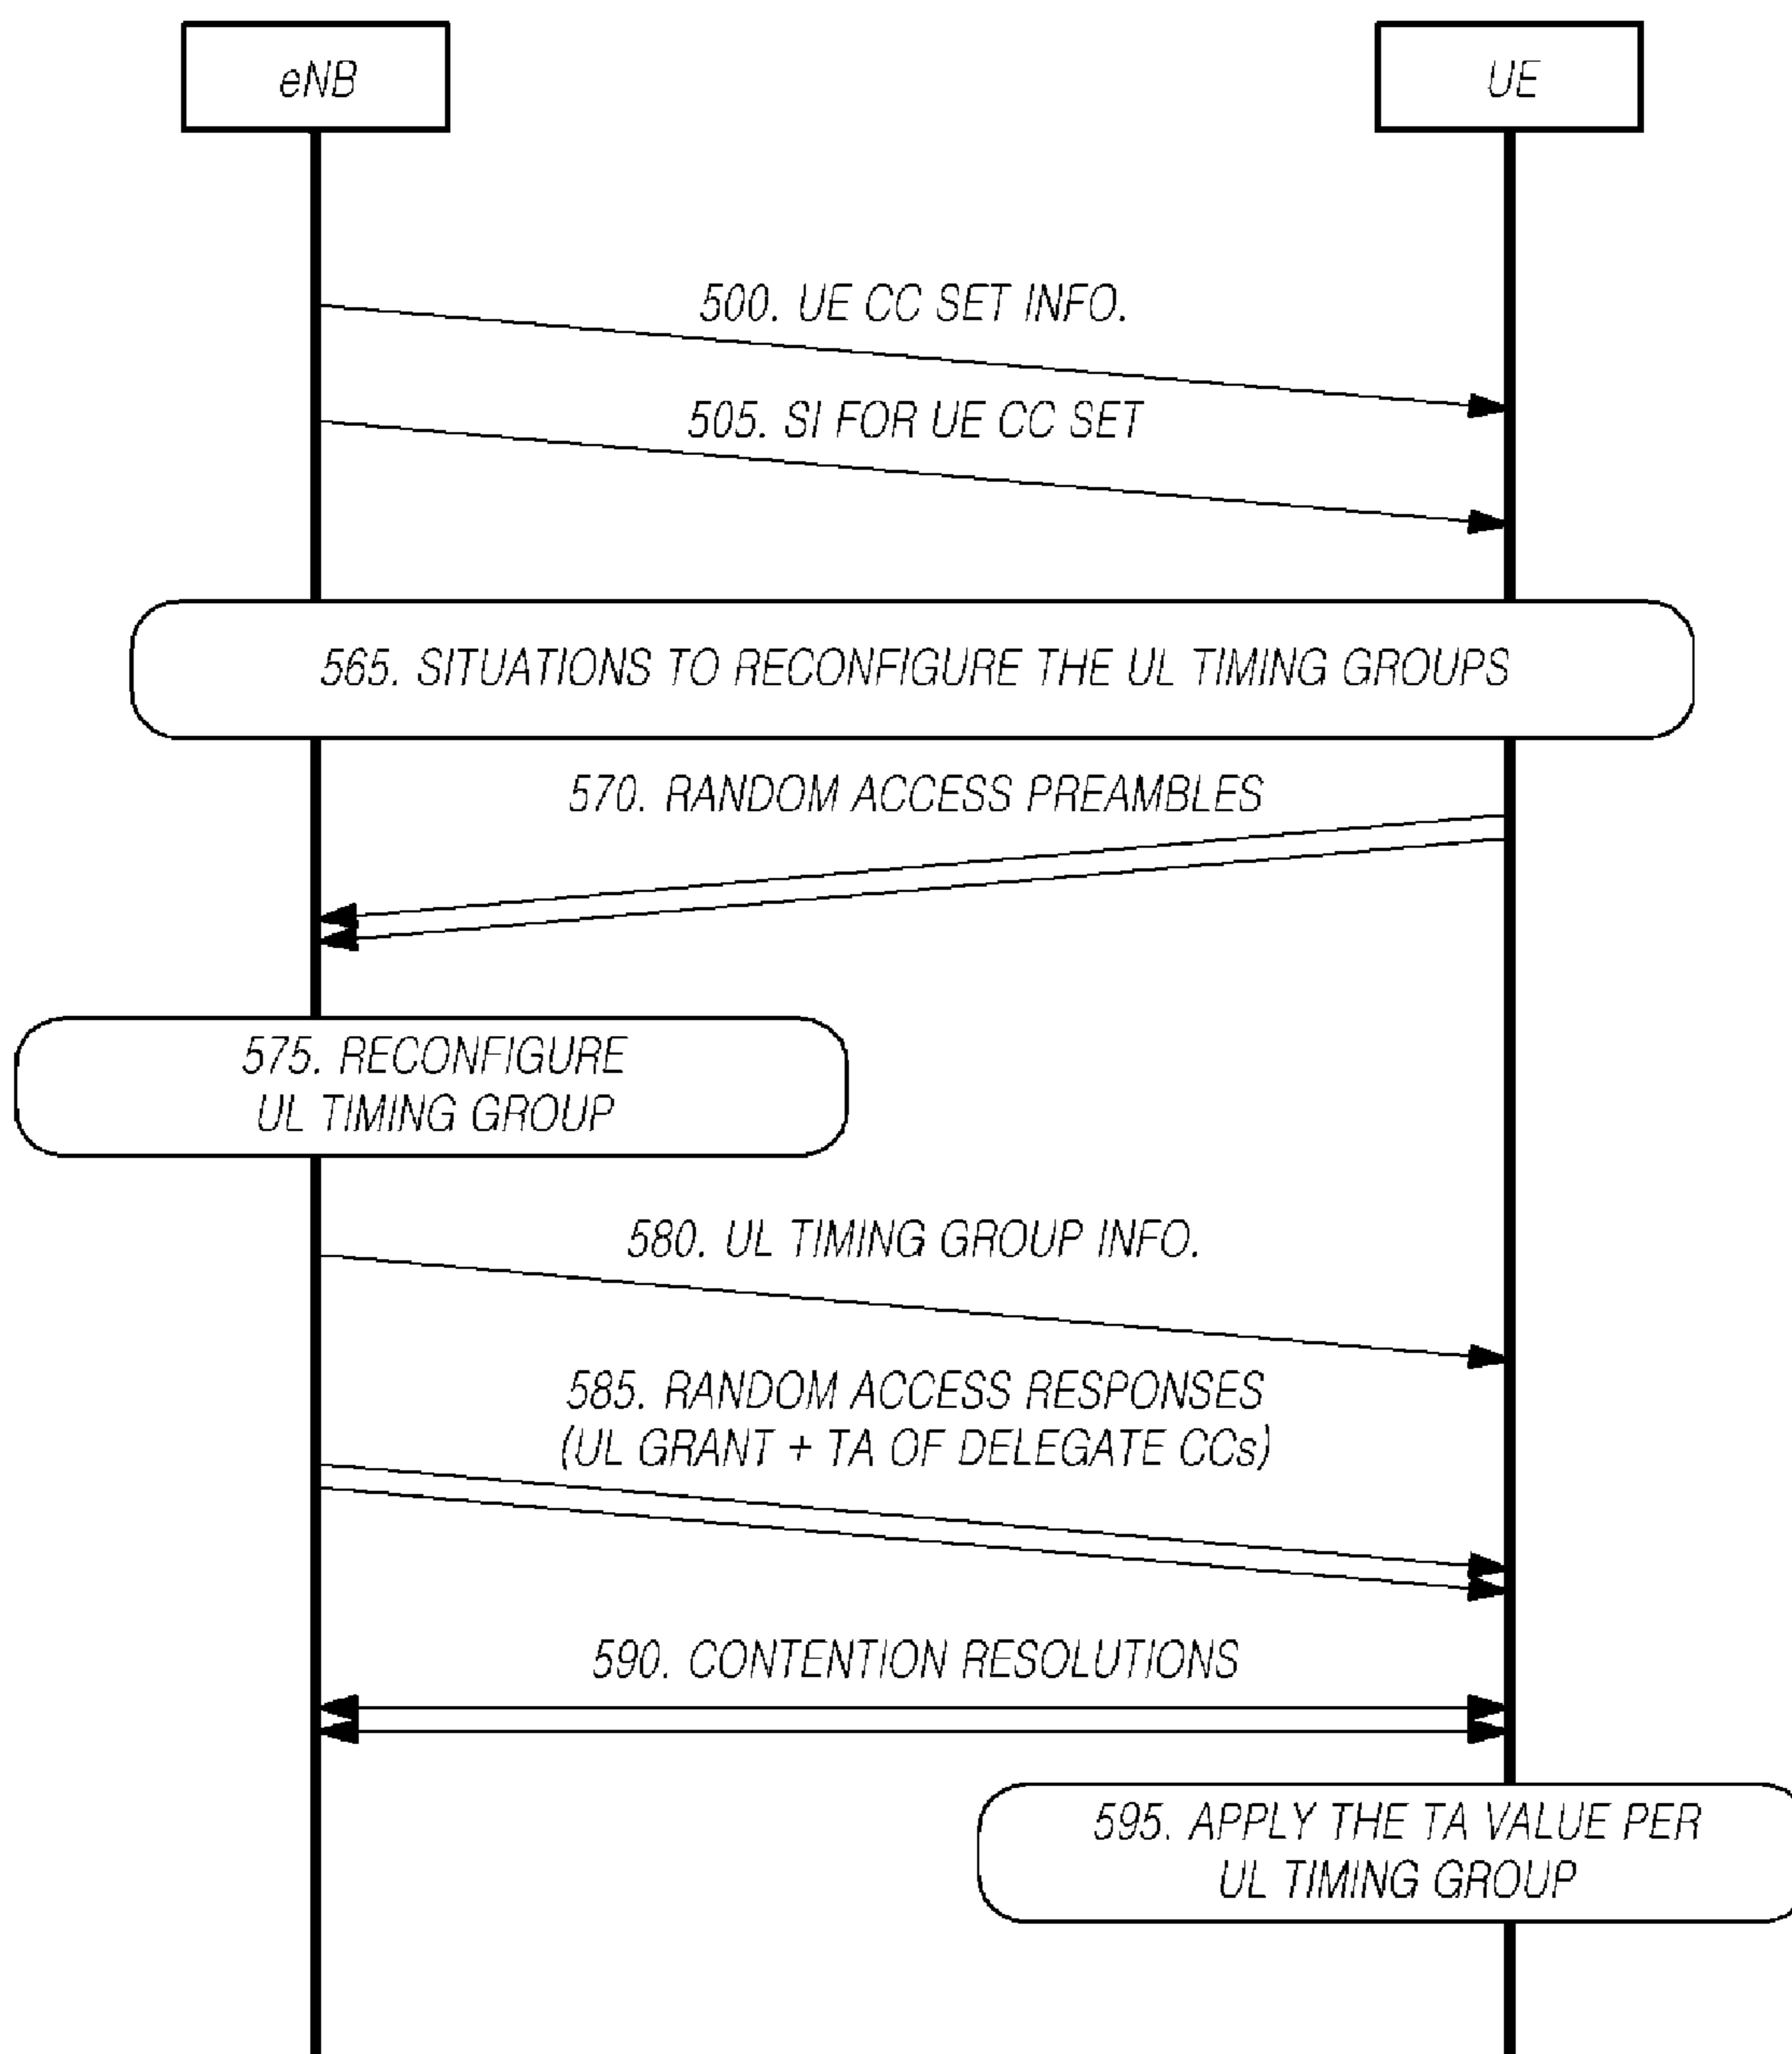 eNB
UE
500. UE CC SET INFO.
505. SI FOR UE CC SET
565. SITUATIONS TO RECONFIGURE THE UL TIMING GROUPS
570. RANDOM ACCESS PREAMBLES
575. RECONFIGURE
UL TIMING GROUP
580. UL TIMING GROUP INFO.
585. RANDOM ACCESS RESPONSES
(UL GRANT + TA OF DELEGATE CCs)
590. CONTENTION RESOLUTIONS
595. APPLY THE TA VALUE PER
UL TIMING GROUP